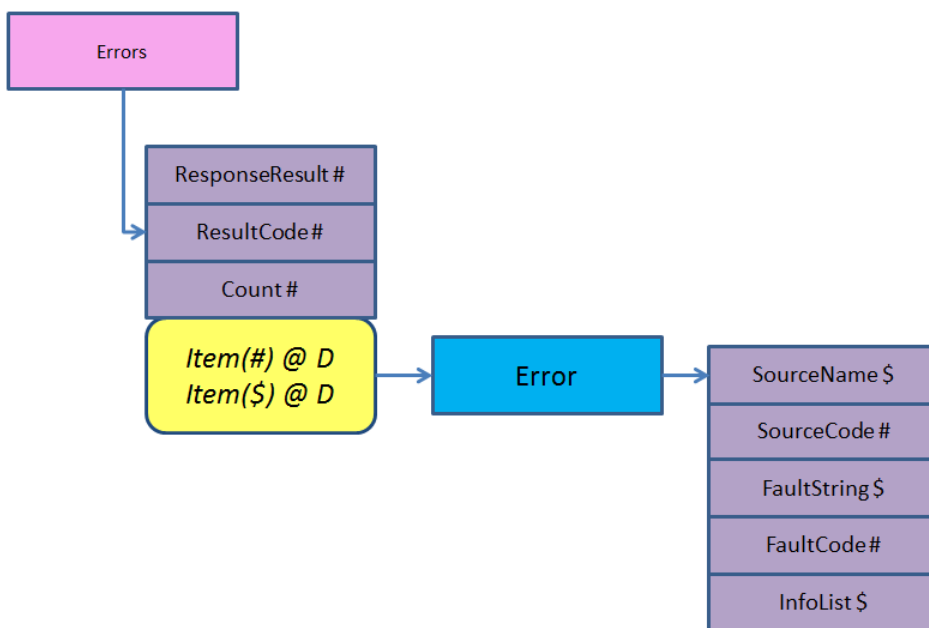 Errors
ResponseResult #
ResultCode #
Count #
Item(#) @ D
Item($) @ D
Error
SourceName $
SourceCode #
FaultString $
FaultCode #
InfoList $